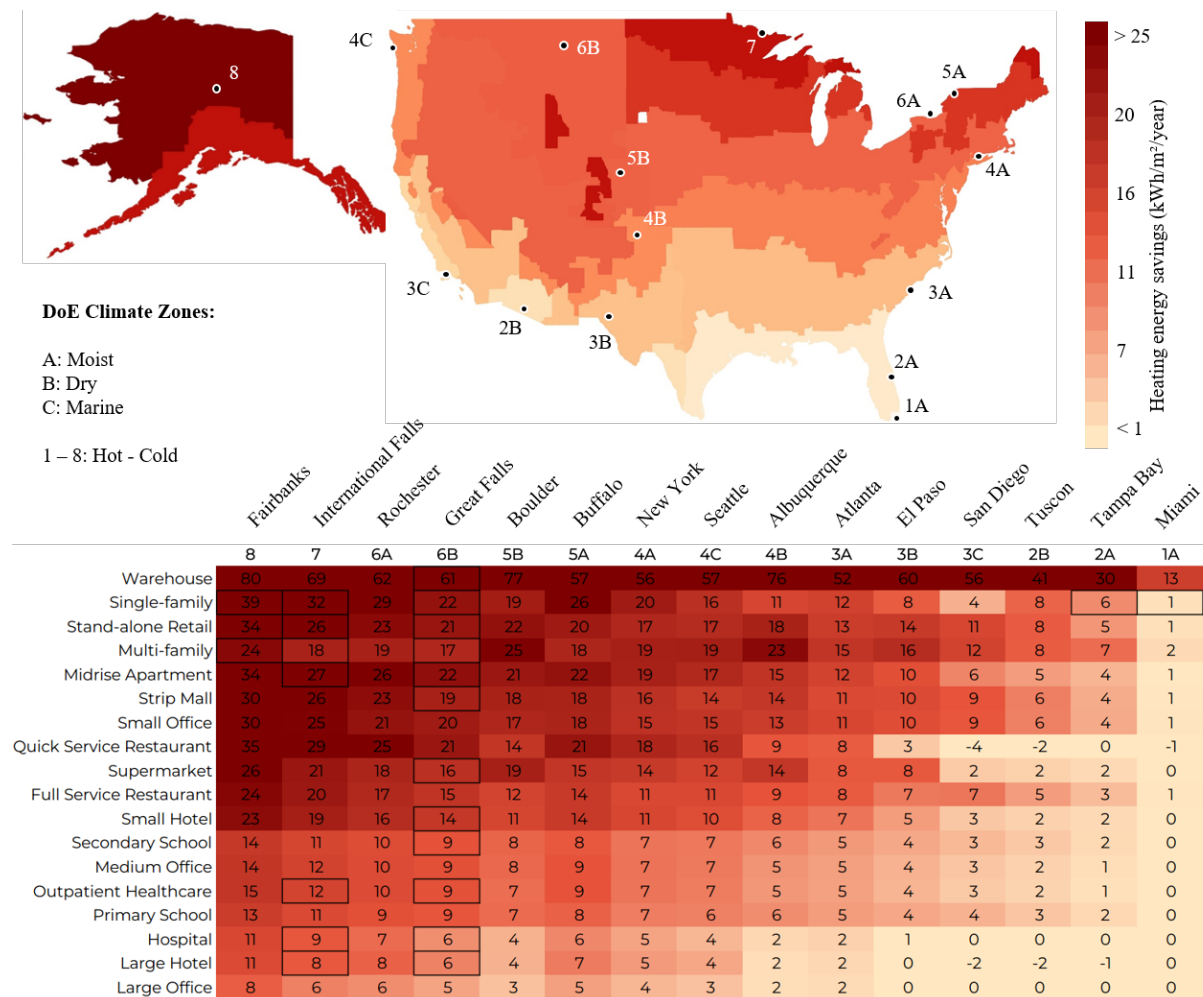 4C
6B
7
8
5A
6A
5B
4A
4B
3C
3A
2B
3B
2A
1A
> 25
20
16
11
7
< 1
Heating energy savings (kWh/m²/year)
DoE Climate Zones:
A: Moist
B: Dry
C: Marine
1 – 8: Hot - Cold
Fairbanks International Falls Rochester Great Falls Boulder Buffalo New York Seattle Albuquerque Atlanta El Paso San Diego Tuscon Tampa Bay Miami
8 7 6A 6B 5B 5A 4A 4C 4B 3A 3B 3C 2B 2A 1A
Warehouse 80 69 62 61 77 57 56 57 76 52 60 56 41 30 13
Single-family 39 32 29 22 19 26 20 16 11 12 8 4 8 6 1
Stand-alone Retail 34 26 23 21 22 20 17 17 18 13 14 11 8 5 1
Multi-family 24 18 19 17 25 18 19 19 23 15 16 12 8 7 2
Midrise Apartment 34 27 26 22 21 22 19 17 15 12 10 6 5 4 1
Strip Mall 30 26 23 19 18 18 16 14 14 11 10 9 6 4 1
Small Office 30 25 21 20 17 18 15 15 13 11 10 9 6 4 1
Quick Service Restaurant 35 29 25 21 14 21 18 16 9 8 3 -4 -2 0 -1
Supermarket 26 21 18 16 19 15 14 12 14 8 8 2 2 2 0
Full Service Restaurant 24 20 17 15 12 14 11 11 9 8 7 7 5 3 1
Small Hotel 23 19 16 14 11 14 11 10 8 7 5 3 2 2 0
Secondary School 14 11 10 9 8 8 7 7 6 5 4 3 3 2 0
Medium Office 14 12 10 9 8 9 7 7 5 5 4 3 2 1 0
Outpatient Healthcare 15 12 10 9 7 9 7 7 5 5 4 3 2 1 0
Primary School 13 11 9 9 7 8 7 6 6 5 4 4 3 2 0
Hospital 11 9 7 6 4 6 5 4 2 2 1 0 0 0 0
Large Hotel 11 8 8 6 4 7 5 4 2 2 0 -2 -2 -1 0
Large Office 8 6 6 5 3 5 4 3 2 2 0 0 0 0 0